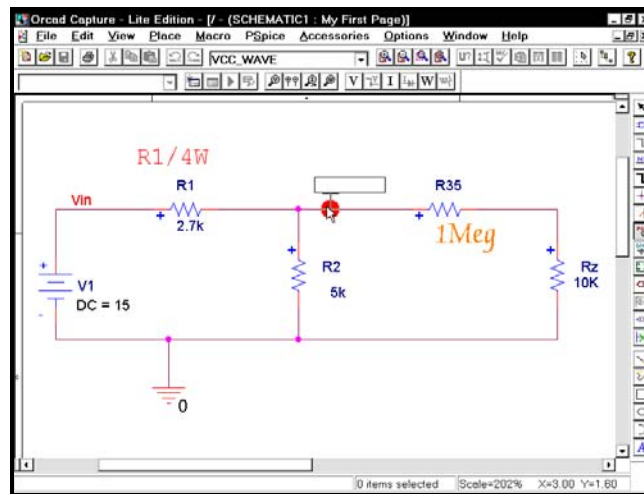 Orcad Capture - Lite Edition - [/ - (SCHEMATIC1 : My First Page)]
File Edit View Place Macro PSpice Accessories Options Window Help
VCC_WAVE
V I W
R1/4W
Vin R1 R35
2.7k 1Meg
R2 Rz
5k 10K
V1
DC = 15
0
0 items selected Scale=202% X=3.00 Y=1.60